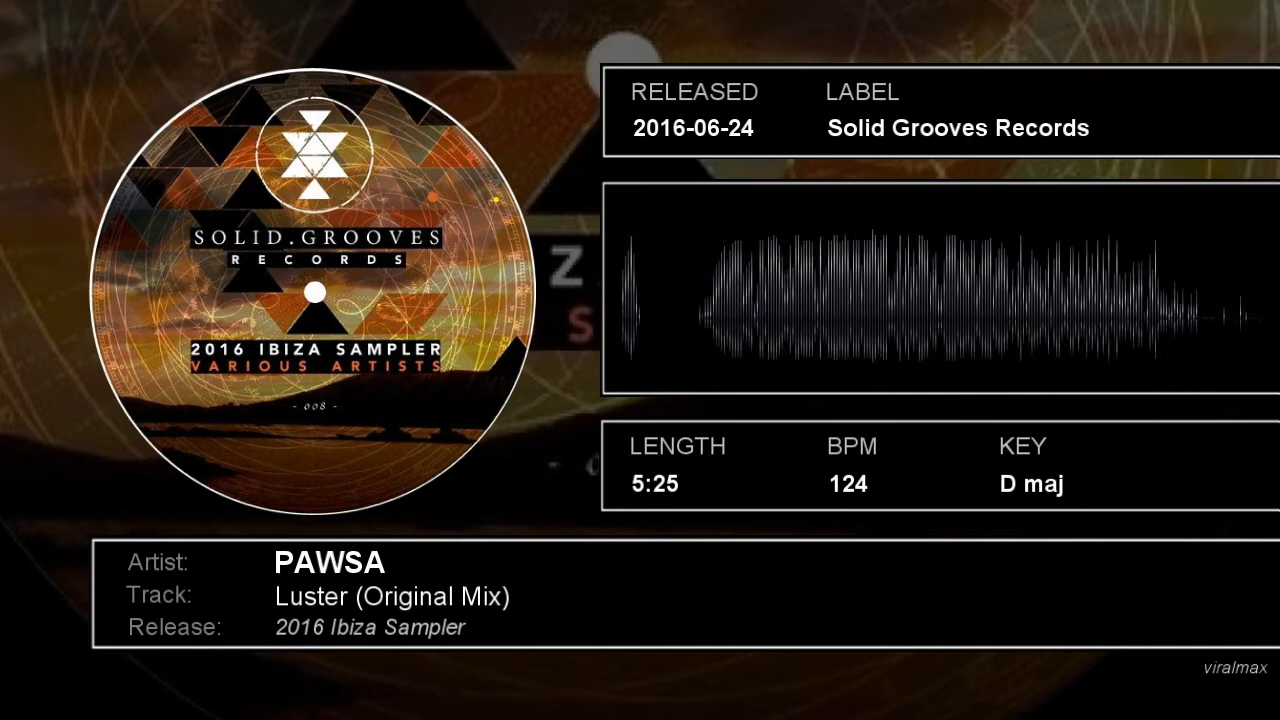 RELEASED LABEL
2016-06-24 Solid Grooves Records
SOLID.GROOVES
RECORDS
2016 IBIZA SAMPLER
VARIOUS ARTISTS
- 008 -
Z
S
LENGTH BPM KEY
5:25 124 D maj
Artist: PAWSA
Track: Luster (Original Mix)
Release: 2016 Ibiza Sampler
viralmax